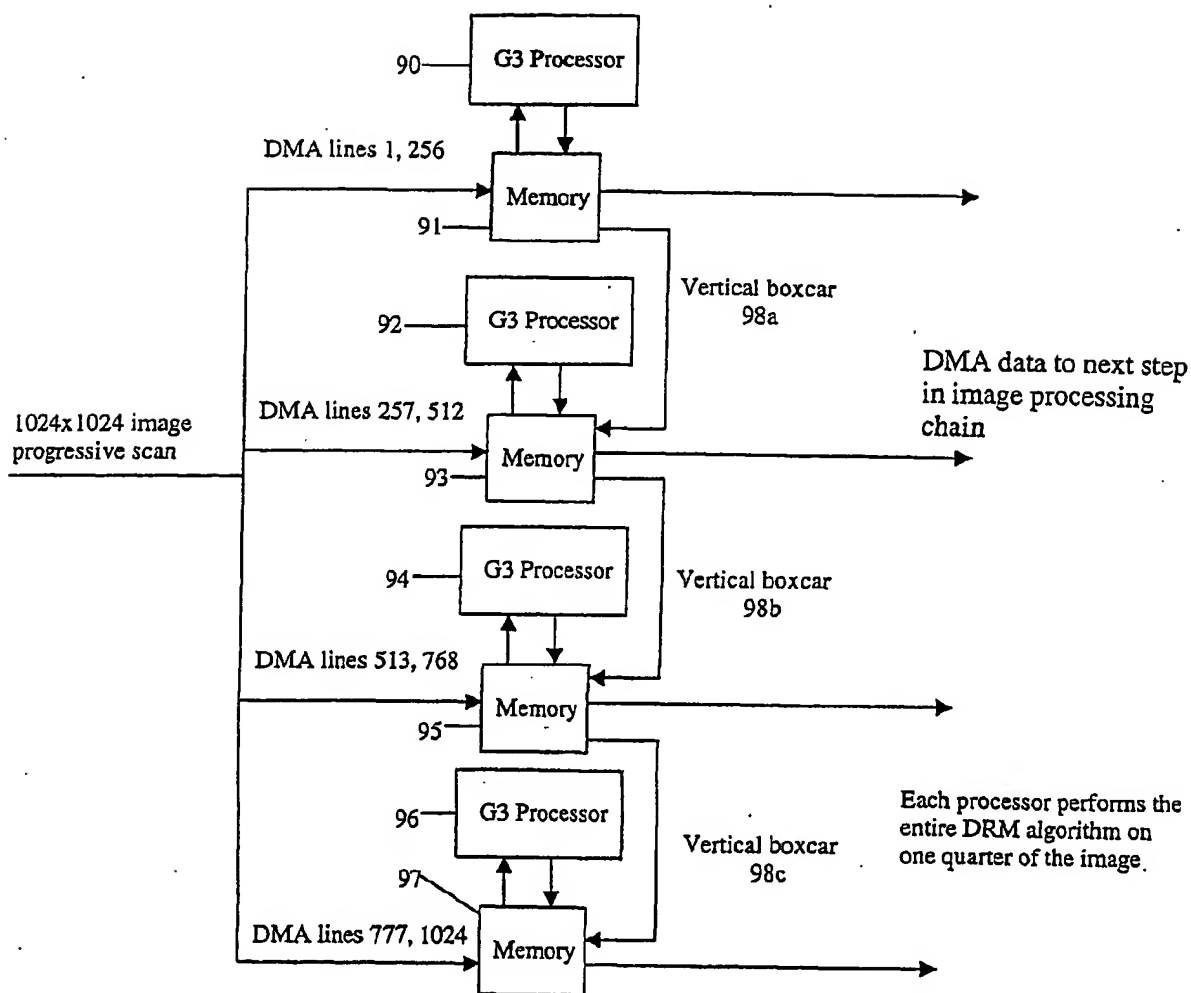 G3 Processor
90
DMA lines 1, 256
Memory
91
Vertical boxcar
98a
G3 Processor
92
DMA data to next step
in image processing
chain
1024x1024 image
progressive scan
DMA lines 257, 512
Memory
93
G3 Processor
94
Vertical boxcar
98b
DMA lines 513, 768
Memory
95
G3 Processor
96
Each processor performs the
entire DRM algorithm on
one quarter of the image.
Vertical boxcar
98c
97
DMA lines 777, 1024
Memory